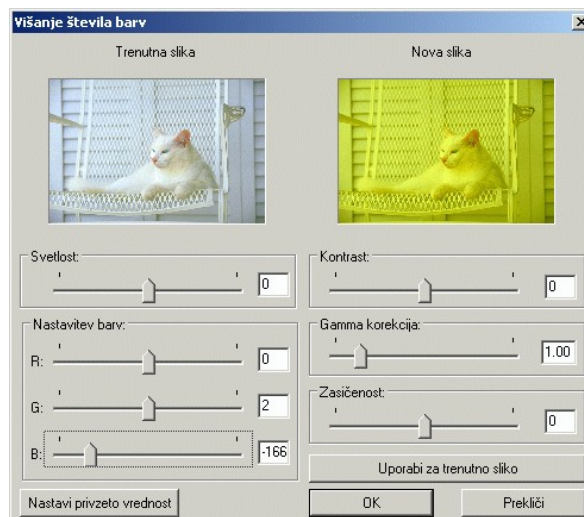 Višanje števila barv
Trenutna slika
Nova slika
Svetlost:
0
Kontrast:
0
Nastavitev barv:
R:
0
G:
2
B:
-166
Gamma korekcija:
1.00
Zasičenost:
0
Uporabi za trenutno sliko
Nastavi privzeto vrednost
OK
Prekliči